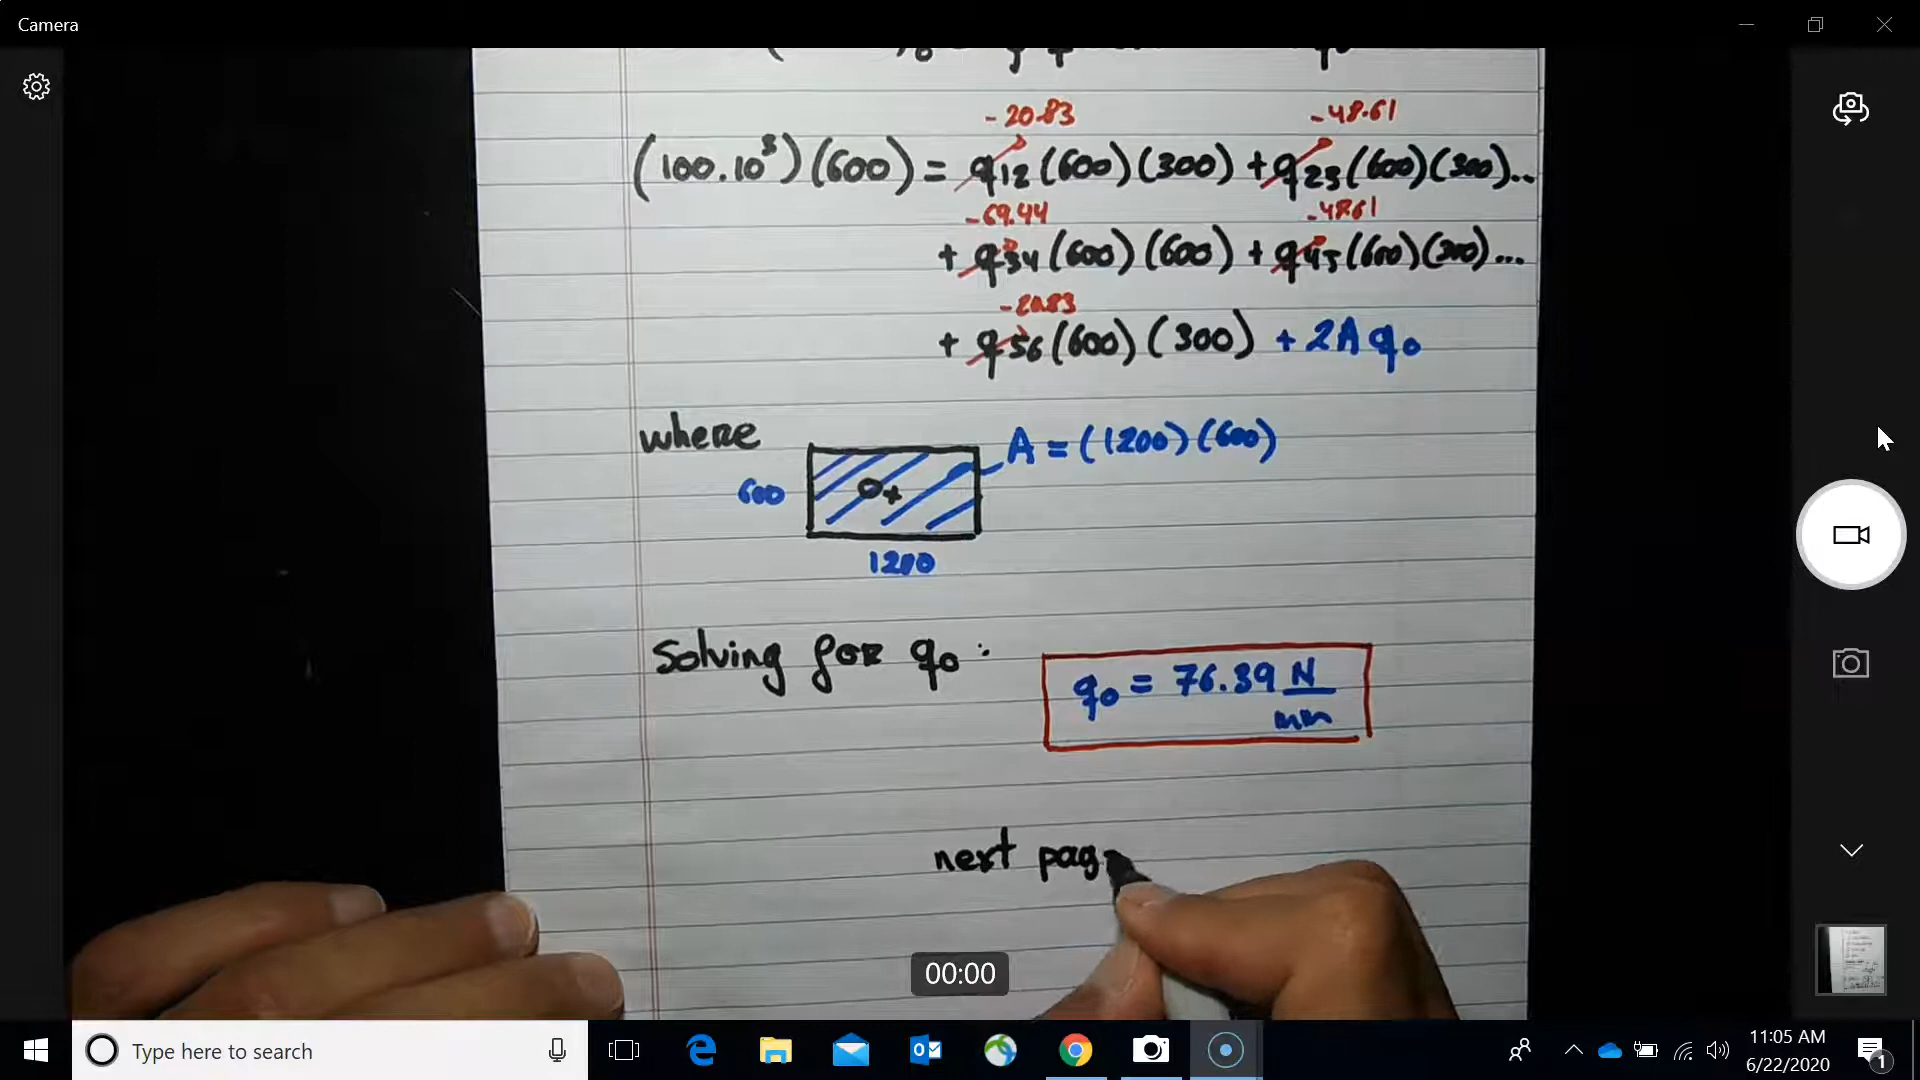 Camera
-20.83 -48.61
(100.10³)(600) = q12(600)(300) + q23(600)(300)..
-69.44 -48.61
+ q34(600)(600) + q45(600)(300)...
-20.83
+ q56(600)(300) + 2A q0
where
A = (1200)(600)
600
O+
1200
Solving for q0:
q0 = 76.39 N
mm
next pag
00:00
Type here to search
11:05 AM
6/22/2020
1